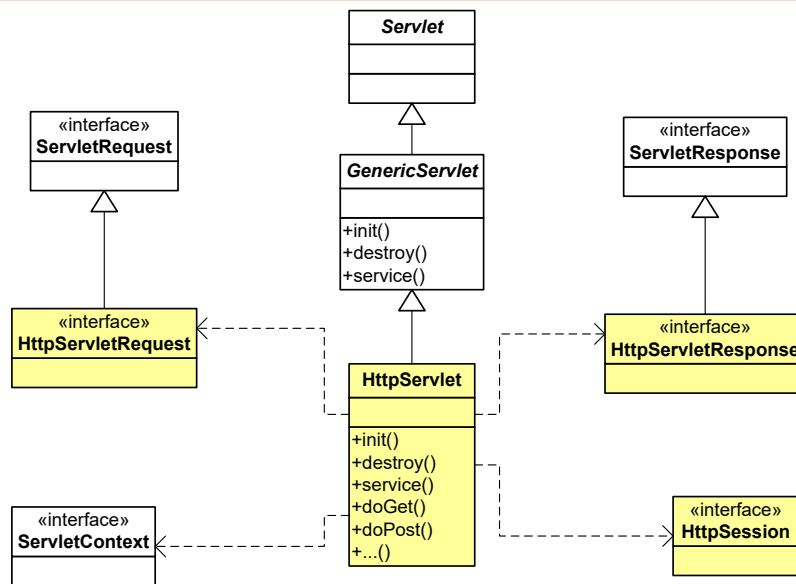 Servlet
«interface»
ServletRequest
GenericServlet
+init()
+destroy()
+service()
«interface»
ServletResponse
«interface»
HttpServletRequest
HttpServlet
+init()
+destroy()
+service()
+doGet()
+doPost()
+...()
«interface»
HttpServletResponse
«interface»
ServletContext
«interface»
HttpSession